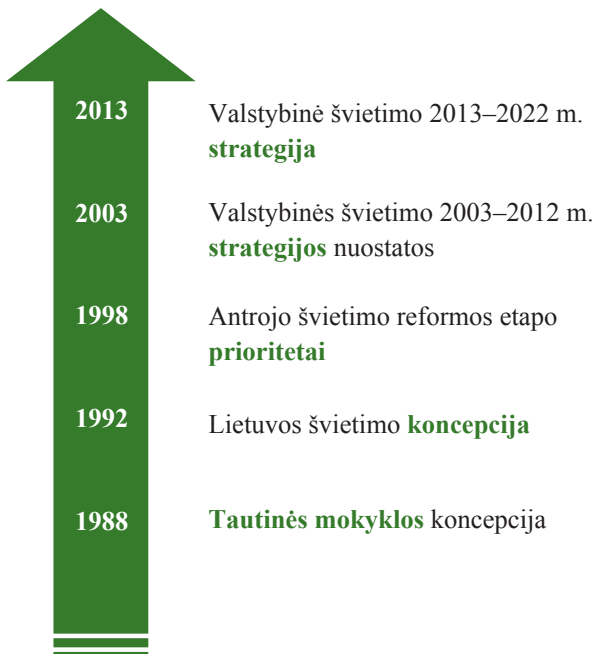 2013 Valstybinė švietimo 2013–2022 m.
strategija
2003 Valstybinės švietimo 2003–2012 m.
strategijos nuostatos
1998 Antrojo švietimo reformos etapo
prioritetai
1992 Lietuvos švietimo koncepcija
1988 Tautinės mokyklos koncepcija